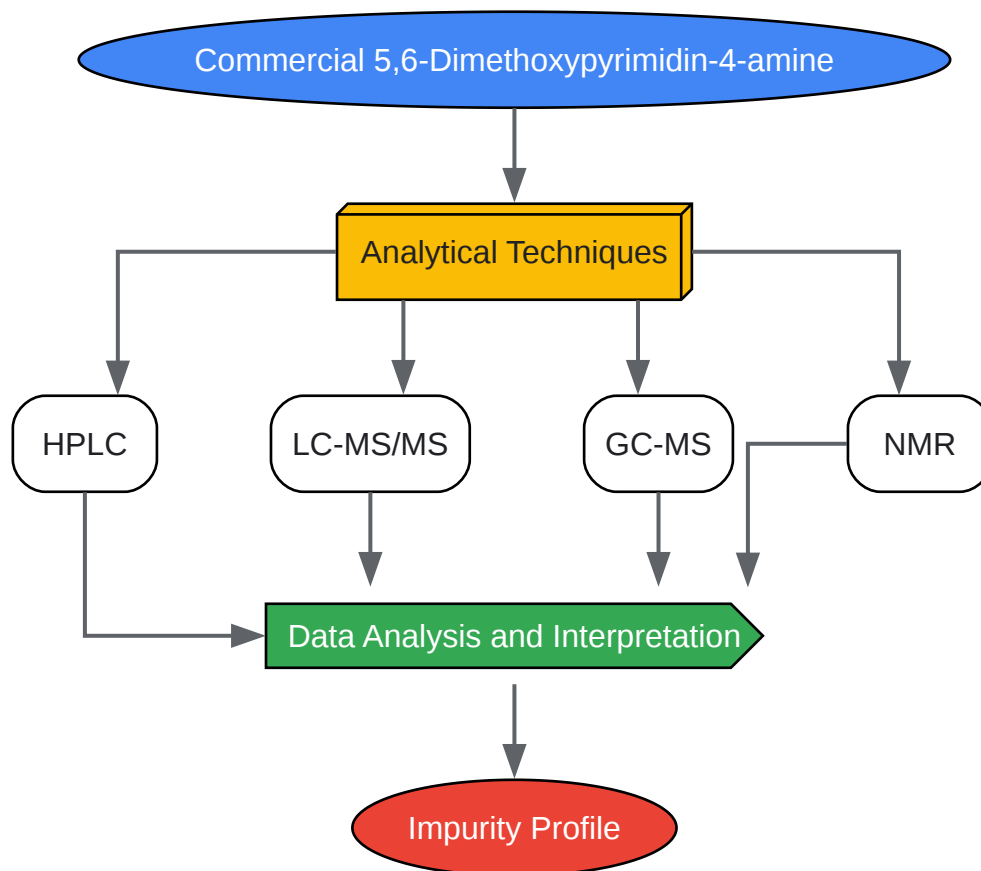 Commercial 5,6-Dimethoxypyrimidin-4-amine
Analytical Techniques
HPLC
LC-MS/MS
GC-MS
NMR
Data Analysis and Interpretation
Impurity Profile